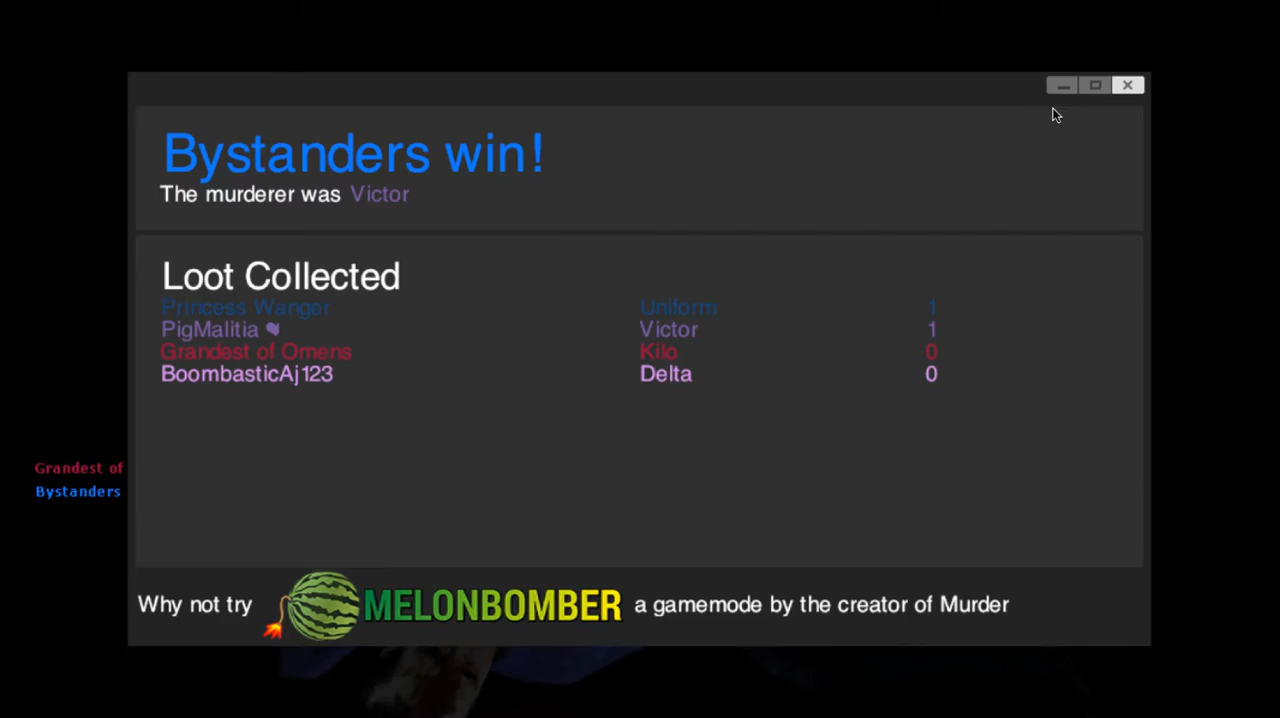 Bystanders win!
The murderer was Victor
Loot Collected
Princess Wanger Uniform 1
PigMalitia Victor 1
Grandest of Omens Kilo 0
BoombasticAj123 Delta 0
Grandest of
Bystanders
Why not try MELONBOMBER a gamemode by the creator of Murder